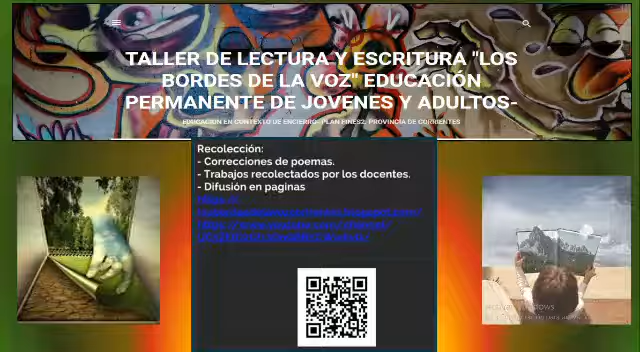 TALLER DE LECTURA Y ESCRITURA "LOS
BORDES DE LA VOZ" EDUCACIÓN
PERMANENTE DE JOVENES Y ADULTOS-
EDUCACION EN CONTEXTO DE ENCIERRO- PLAN FINES2. PROVINCIA DE CORRIENTES
Recolección:
- Correcciones de poemas.
- Trabajos recolectados por los docentes.
- Difusión en paginas